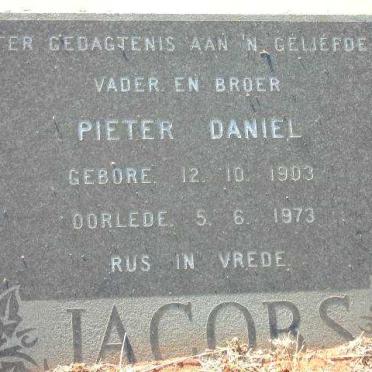 TER GEDAGTENIS AAN 'N GELIEFDE
VADER EN BROER
PIETER DANIEL
GEBORE. 12. 10. 1903
OORLEDE. 5. 6. 1973
RUS IN VREDE
JACOBS